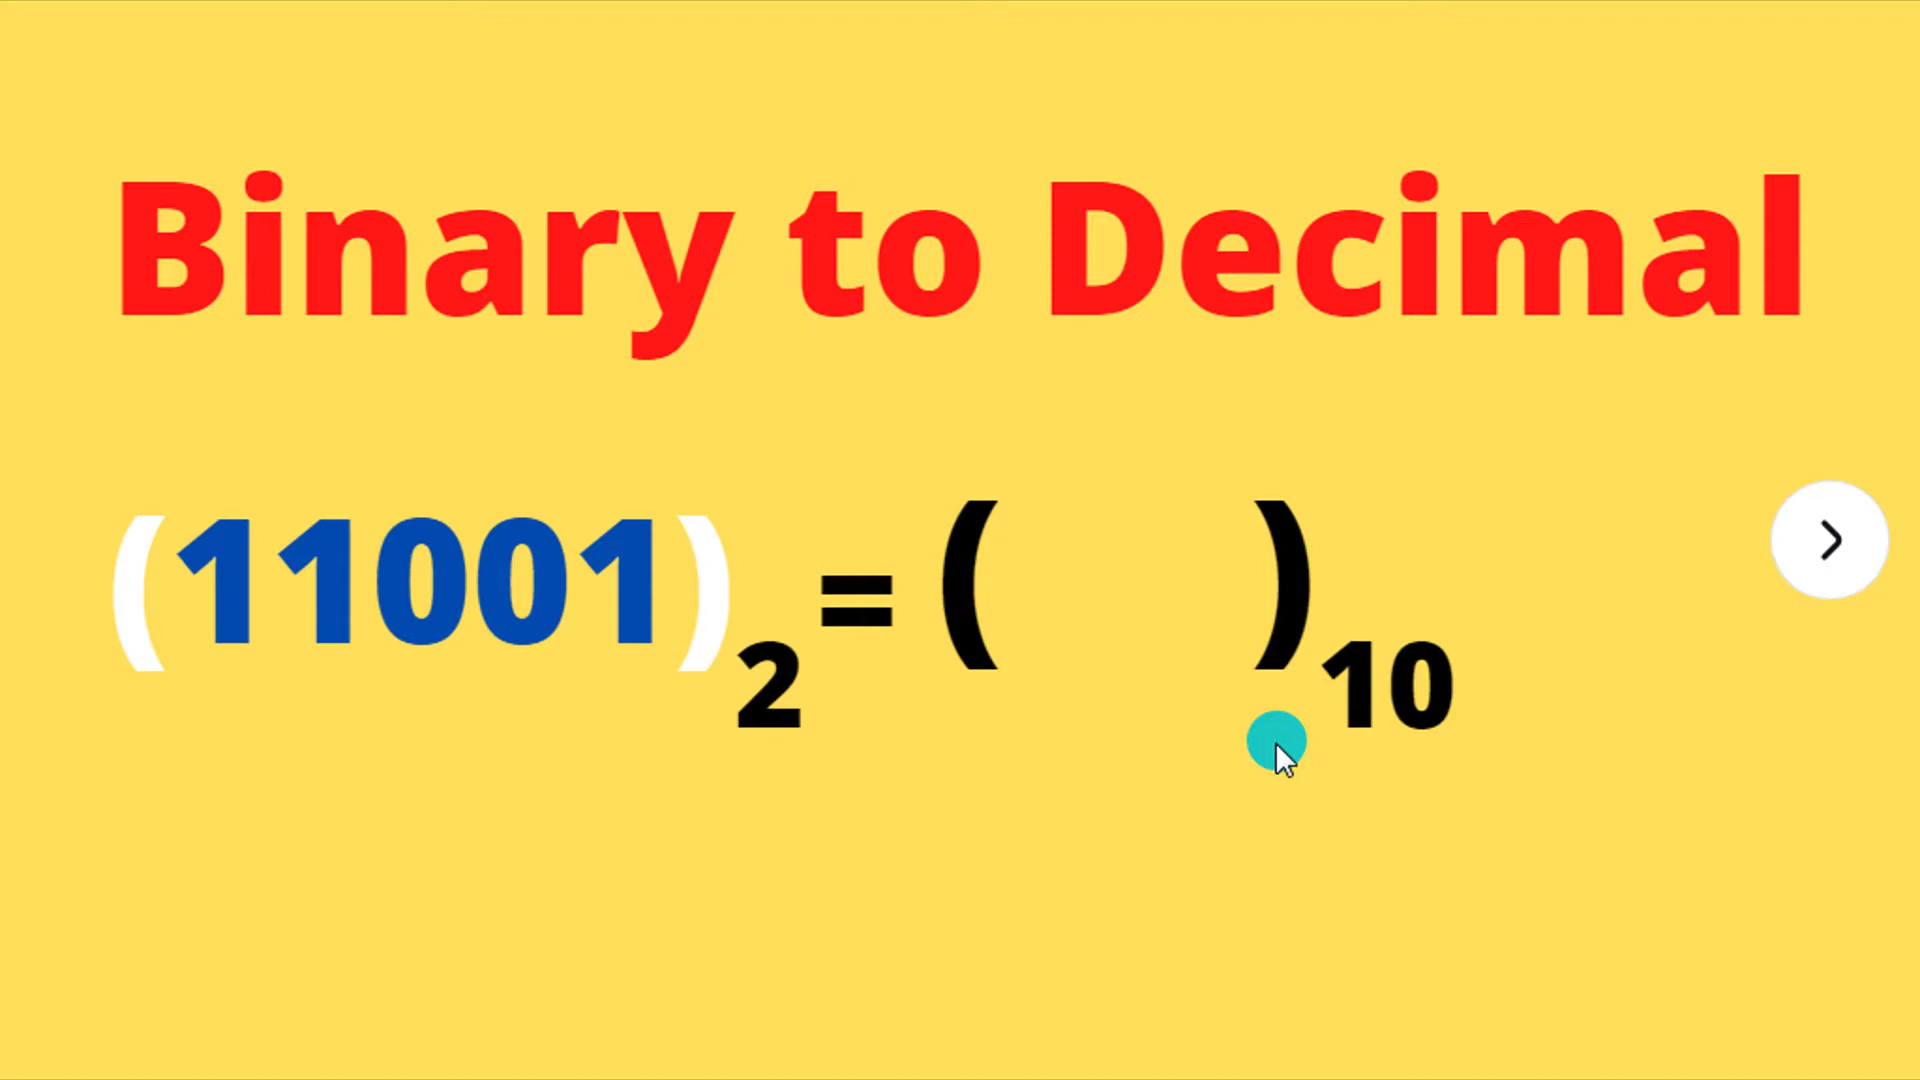 Binary to Decimal
(11001)₂ = (    )₁₀